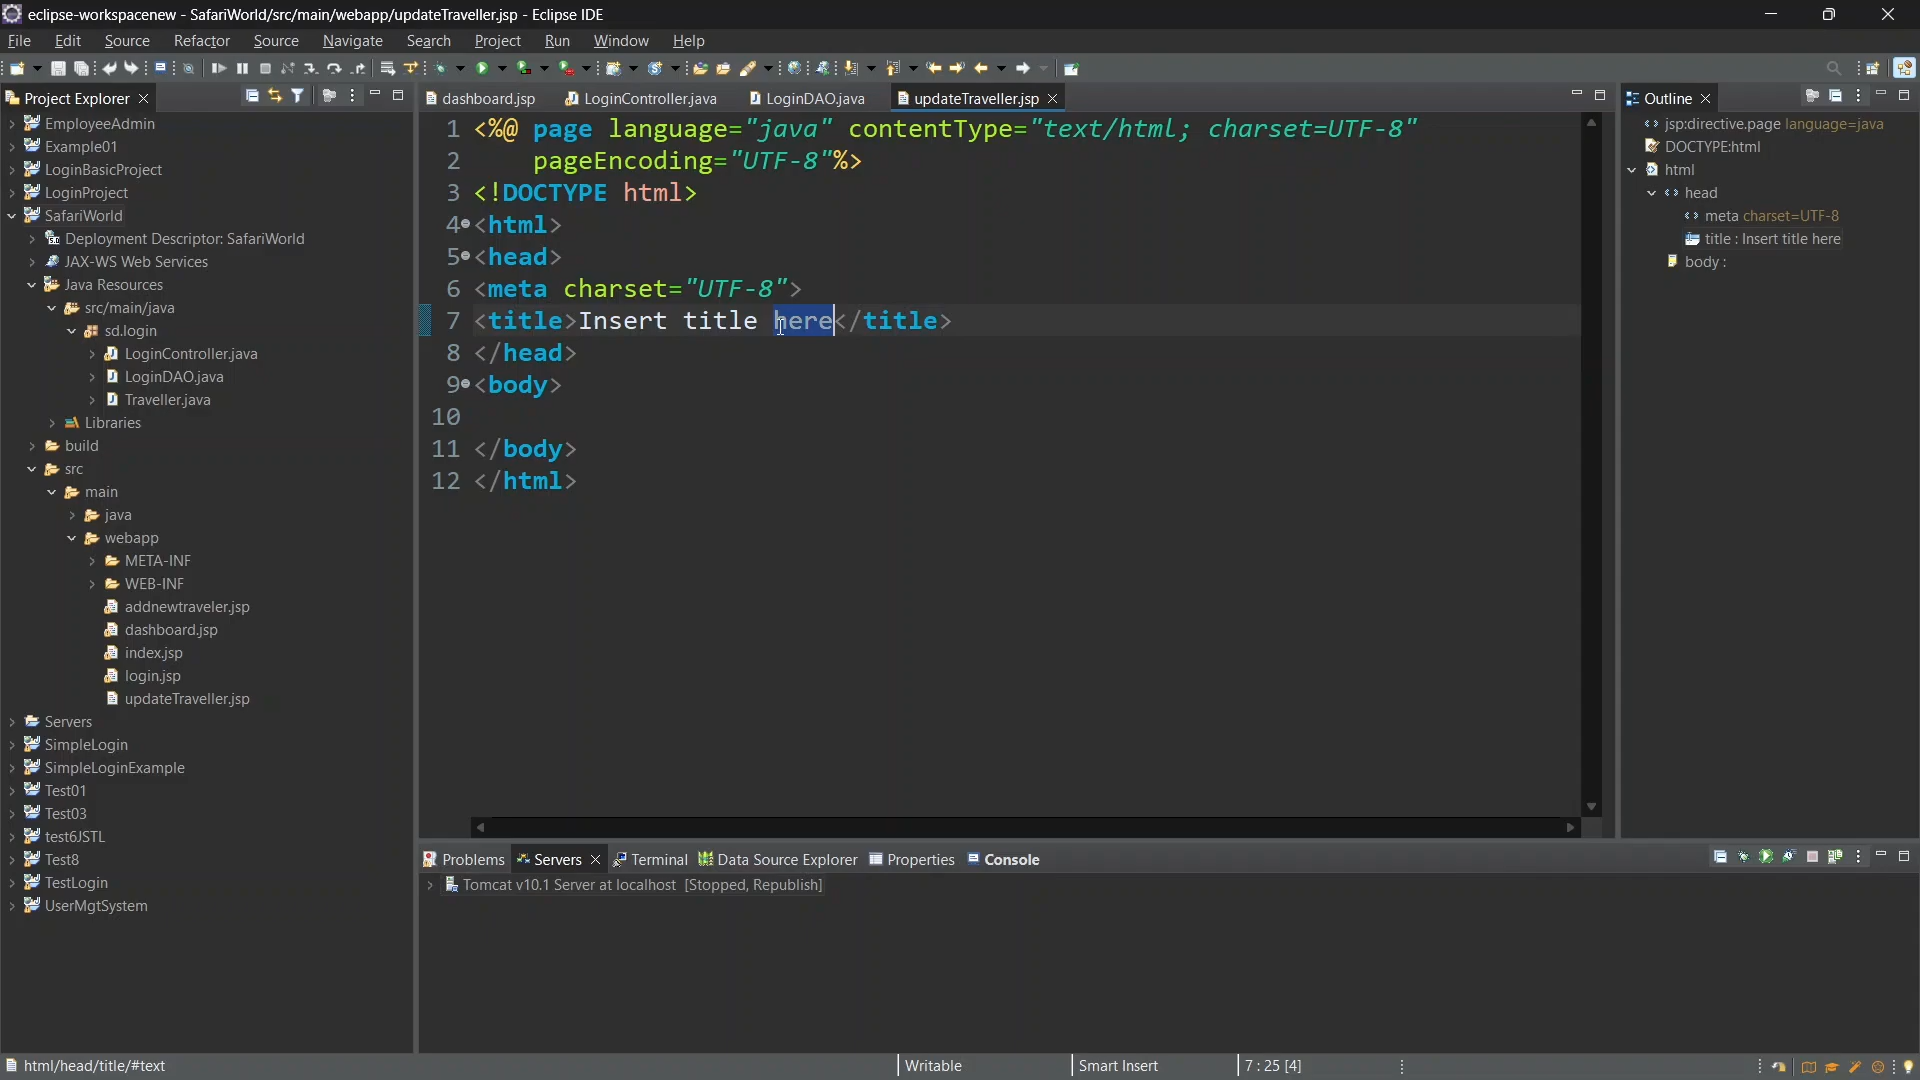 eclipse-workspacenew - SafariWorld/src/main/webapp/updateTraveller.jsp - Eclipse IDE
File Edit Source Refactor Source Navigate Search Project Run Window Help
Project Explorer
EmployeeAdmin
Example01
LoginBasicProject
LoginProject
SafariWorld
Deployment Descriptor: SafariWorld
JAX-WS Web Services
Java Resources
src/main/java
sd.login
LoginController.java
LoginDAO.java
Traveller.java
Libraries
build
src
main
java
webapp
META-INF
WEB-INF
addnewtraveler.jsp
dashboard.jsp
index.jsp
login.jsp
updateTraveller.jsp
Servers
SimpleLogin
SimpleLoginExample
Test01
Test03
test6JSTL
Test8
TestLogin
UserMgtSystem
dashboard.jsp LoginController.java LoginDAO.java updateTraveller.jsp
1 <%@ page language="java" contentType="text/html; charset=UTF-8"
2 pageEncoding="UTF-8"%>
3 <!DOCTYPE html>
4 <html>
5 <head>
6 <meta charset="UTF-8">
7 <title>Insert title here</title>
8 </head>
9 <body>
10
11 </body>
12 </html>
Outline
jsp:directive.page language=java
DOCTYPE:html
html
head
meta charset=UTF-8
title : Insert title here
body :
Problems Servers Terminal Data Source Explorer Properties Console
Tomcat v10.1 Server at localhost [Stopped, Republish]
html/head/title/#text Writable Smart Insert 7 : 25 [4]